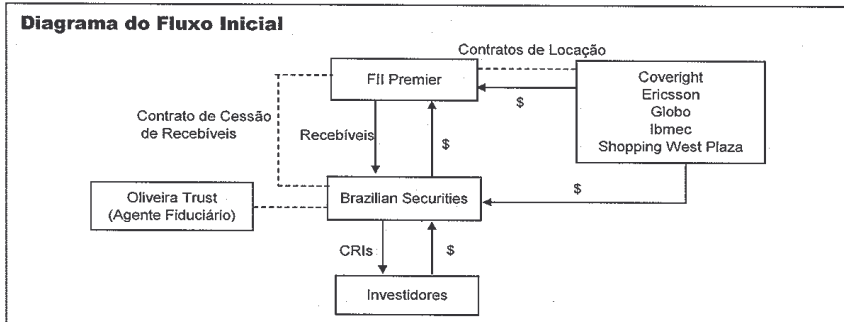 Diagrama do Fluxo Inicial
Contratos de Locação
FII Premier
$
Coveright
Ericsson
Globo
Ibmec
Shopping West Plaza
Contrato de Cessão
de Recebíveis
Recebíveis
$
$
Oliveira Trust
(Agente Fiduciário)
Brazilian Securities
CRIs
$
Investidores